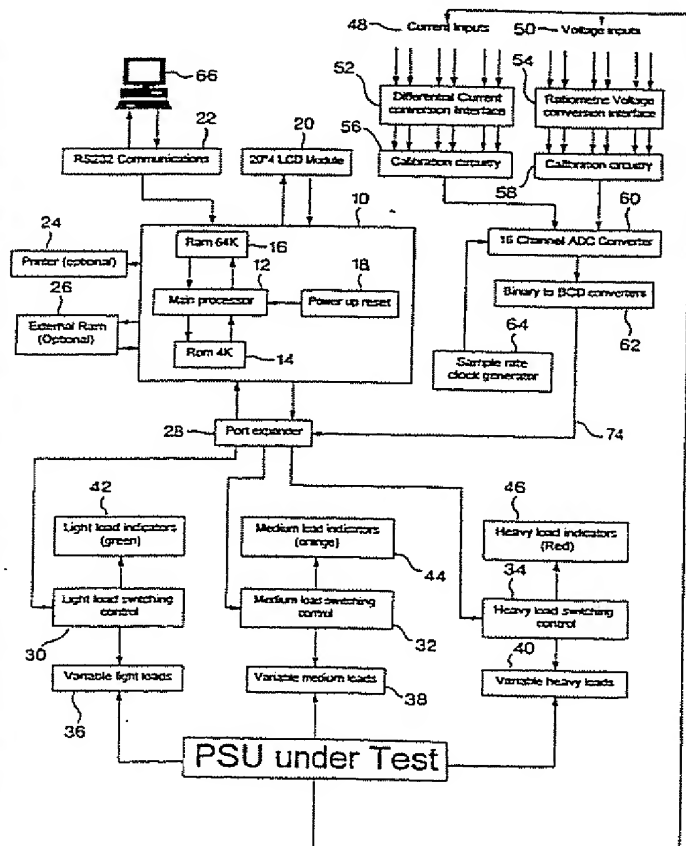 48 Current Inputs 50 Voltage inputs
66
52 54
Differential Current
conversion Interface
Ratiometric Voltage
conversion interface
22 20 56
RS232 Communications
20*4 LCD Module
Calibration circuitry
Calibration circuitry
58
10 60
24
Ram 64K
16
16 Channel ADC Converter
Printer (optional)
12 18
26
Main processor
Power up reset
Binary to BCD converters
External Ram
(Optional)
64 62
Rom 4K
14
Sample rate
clock generator
28 Port expander
74
42 46
Light load indicators
(green)
Medium load indicators
(orange)
Heavy load indicators
(Red)
44 34
Light load switching
control
Medium load switching
control
Heavy load switching
control
30 32 40
Variable light loads
Variable medium loads
Variable heavy loads
36 38
PSU under Test